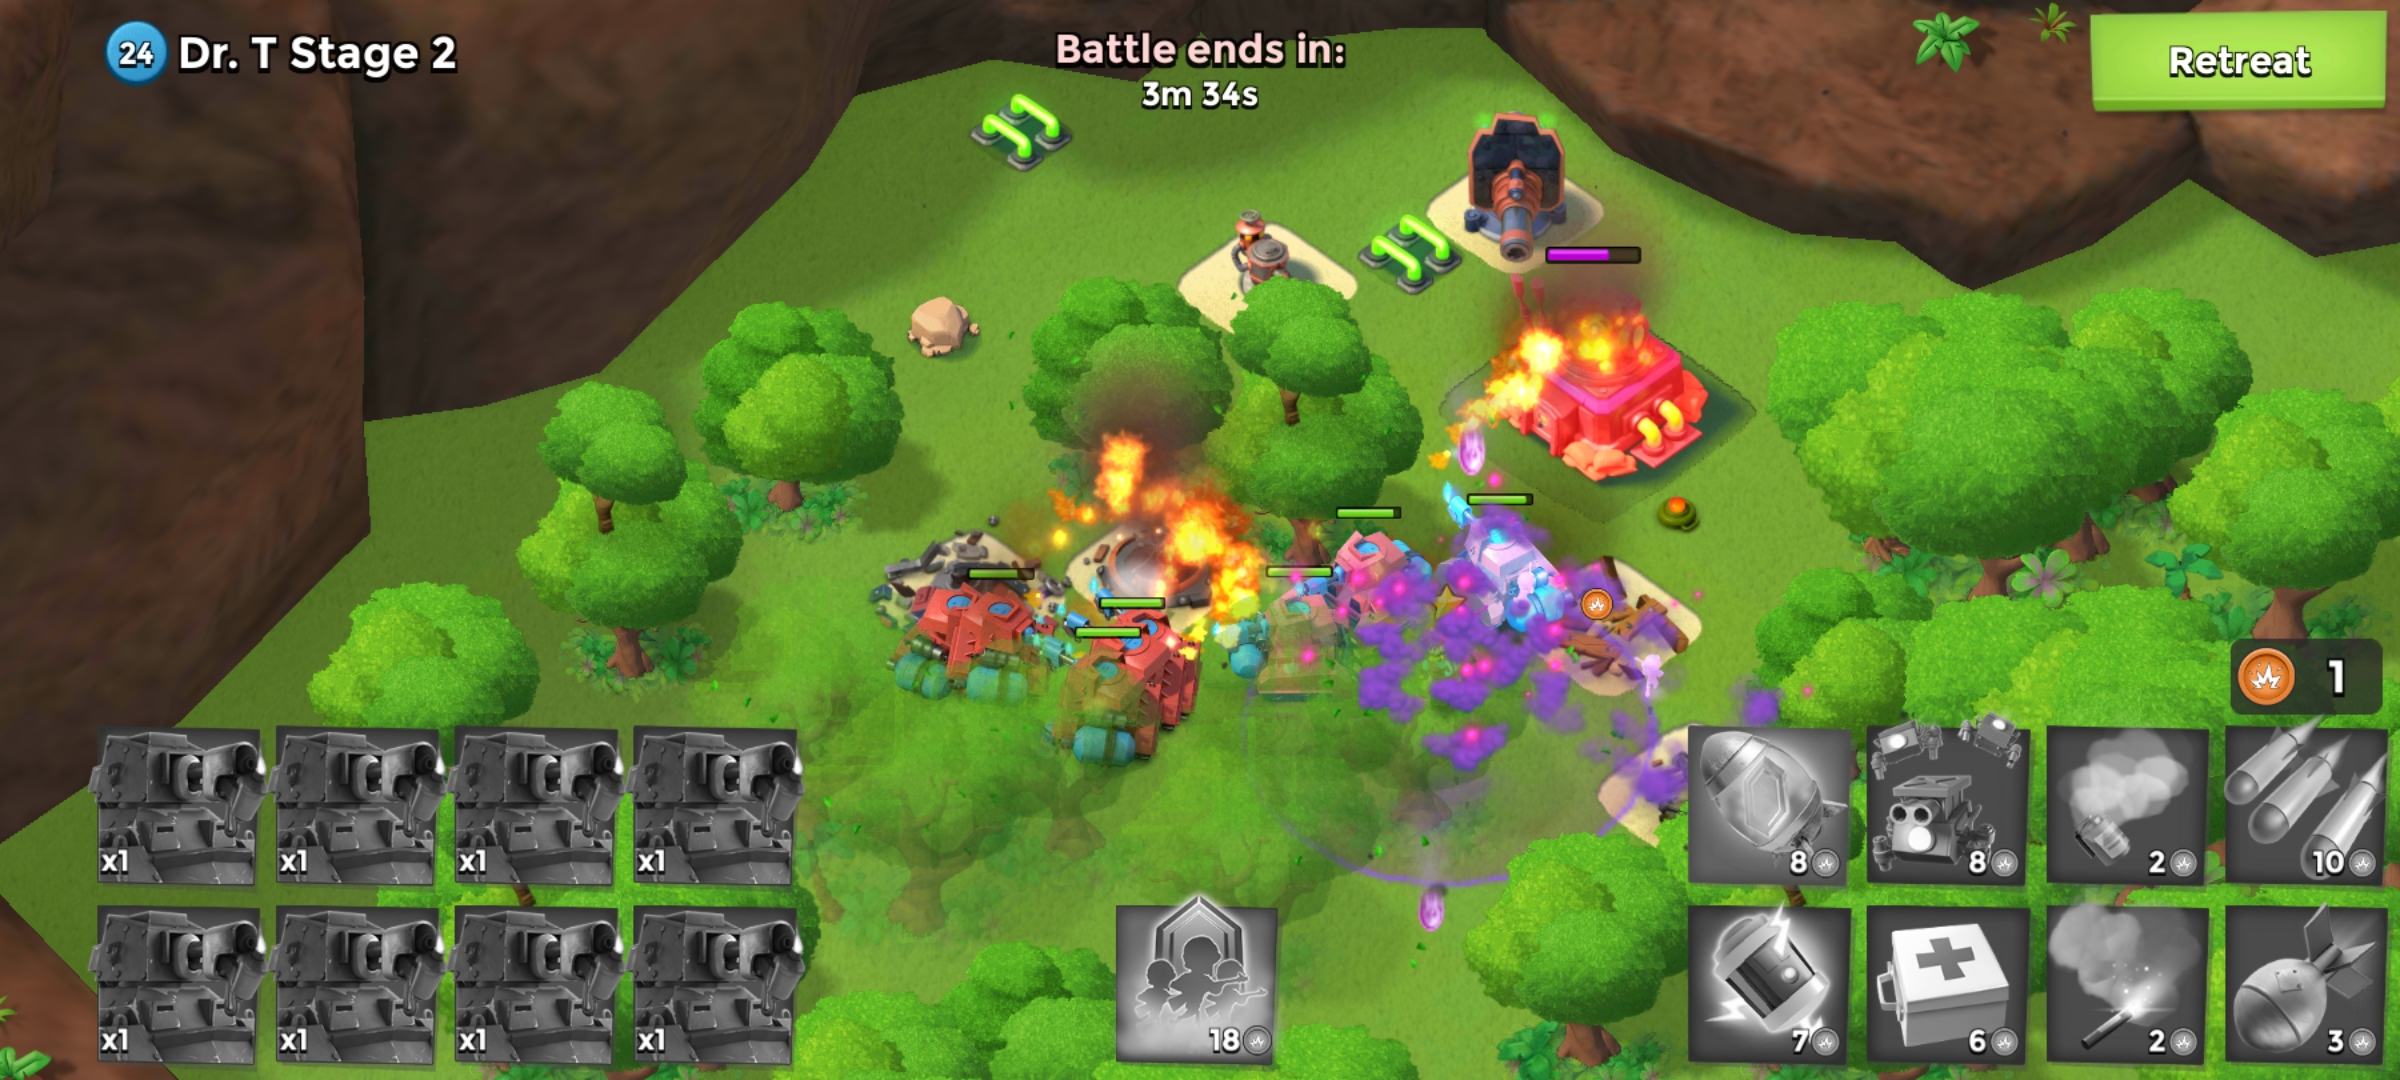 24 Dr. T Stage 2
Battle ends in:
3m 34s
Retreat
1
x1 x1 x1 x1
8 8 2 10
x1 x1 x1 x1
18
7 6 2 3